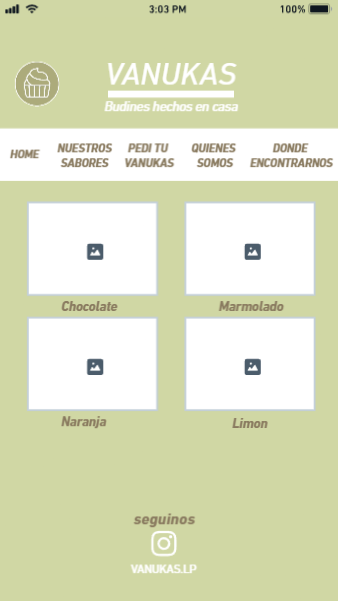 3:03 PM
100%
VANUKAS
Budines hechos en casa
HOME
NUESTROS
SABORES
PEDI TU
VANUKAS
QUIENES
SOMOS
DONDE
ENCONTRARNOS
Chocolate
Marmolado
Naranja
Limon
seguinos
VANUKAS.LP